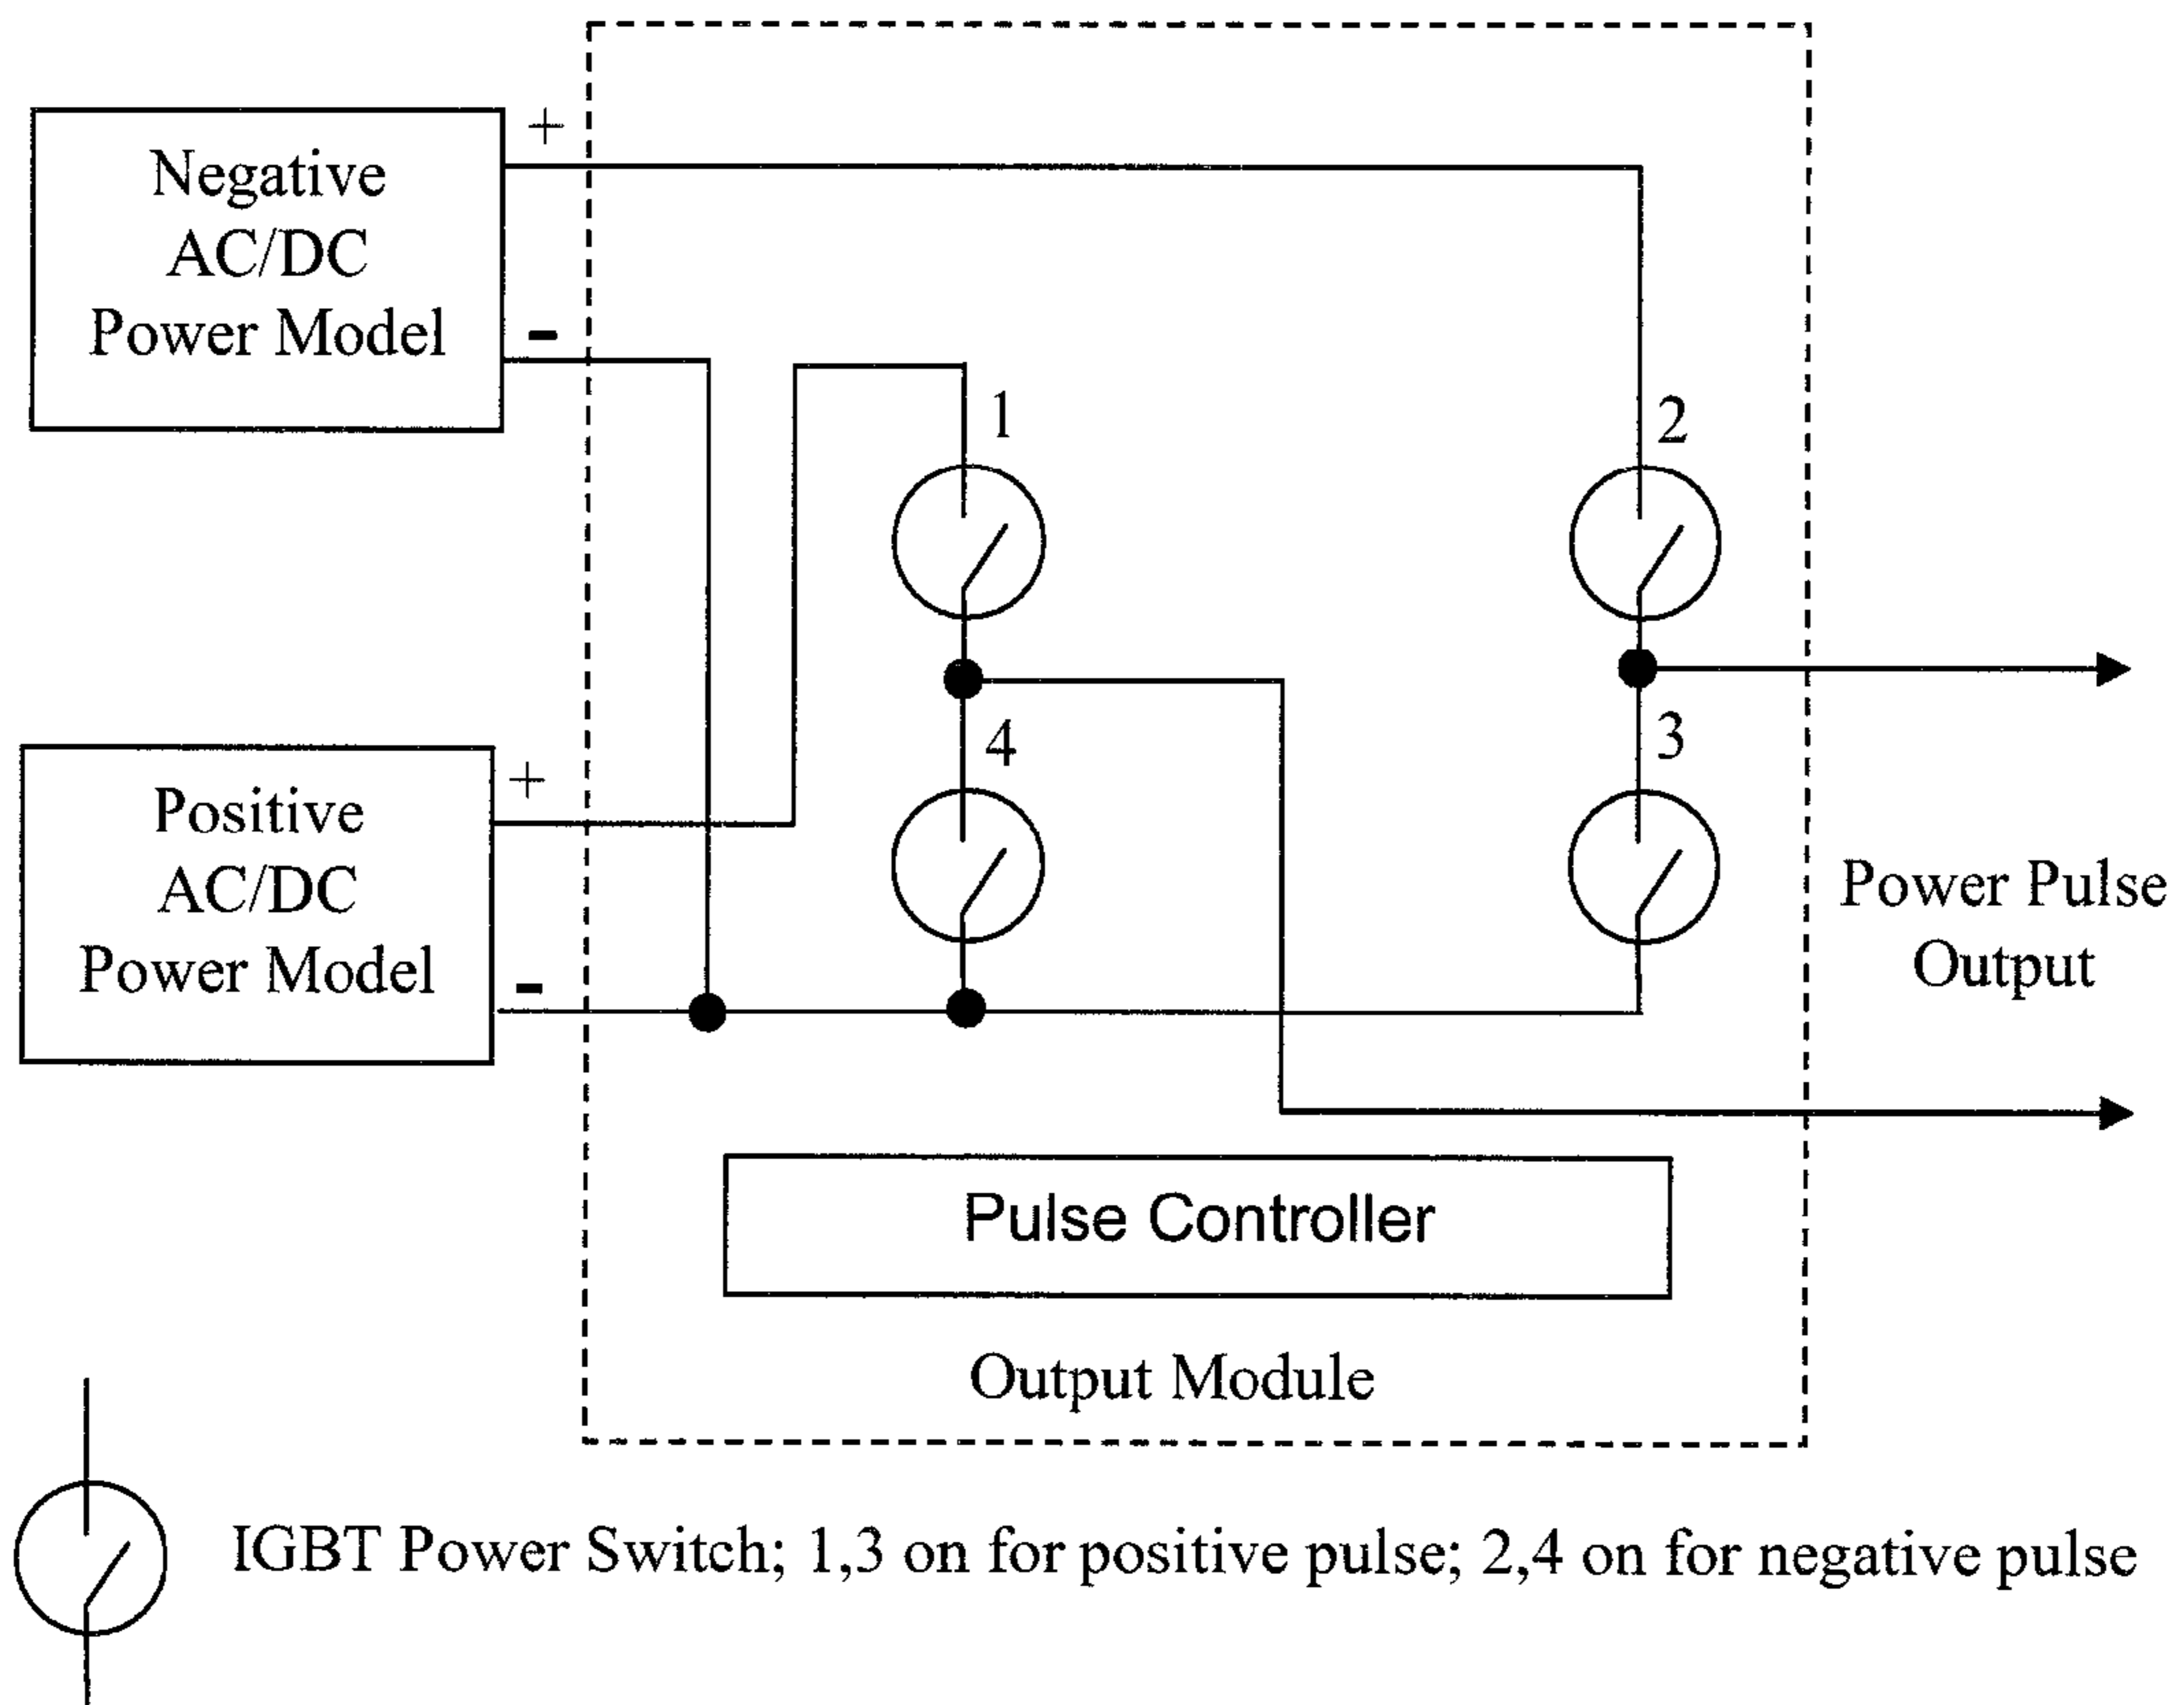 +
Negative
AC/DC
Power Model
-
1
2
4
3
+
Positive
AC/DC
Power Model
-
Power Pulse
Output
Pulse Controller
Output Module
IGBT Power Switch; 1,3 on for positive pulse; 2,4 on for negative pulse